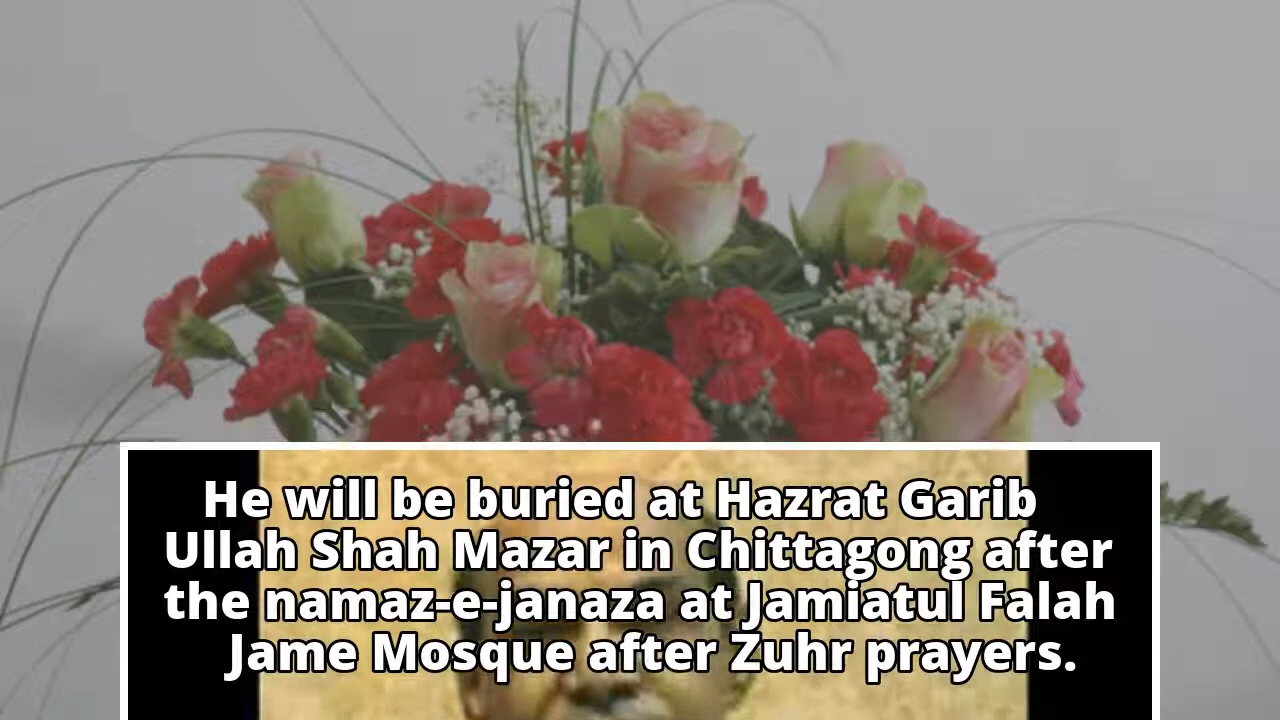 He will be buried at Hazrat Garib
Ullah Shah Mazar in Chittagong after
the namaz-e-janaza at Jamiatul Falah
Jame Mosque after Zuhr prayers.